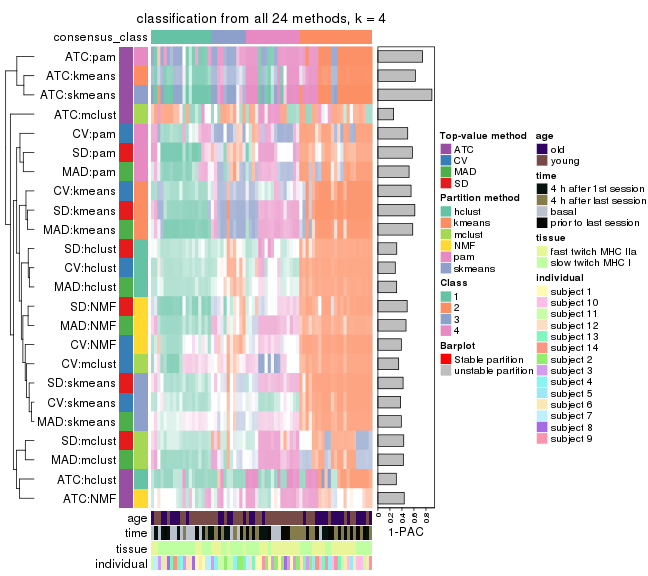 classification from all 24 methods, k = 4
consensus_class
ATC:pam
ATC:kmeans
ATC:skmeans
ATC:mclust
CV:pam
SD:pam
MAD:pam
CV:kmeans
SD:kmeans
MAD:kmeans
SD:hclust
CV:hclust
MAD:hclust
SD:NMF
MAD:NMF
CV:NMF
CV:mclust
SD:skmeans
CV:skmeans
MAD:skmeans
SD:mclust
MAD:mclust
ATC:hclust
ATC:NMF
age
time
tissue
individual
0 0.2 0.4 0.6 0.8
1-PAC
Top-value method
ATC
CV
MAD
SD
Partition method
hclust
kmeans
mclust
NMF
pam
skmeans
Class
1
2
3
4
Barplot
Stable partition
unstable partition
age
old
young
time
4 h after 1st session
4 h after last session
basal
prior to last session
tissue
fast twitch MHC IIa
slow twitch MHC I
individual
subject 1
subject 10
subject 11
subject 12
subject 13
subject 14
subject 2
subject 3
subject 4
subject 5
subject 6
subject 7
subject 8
subject 9